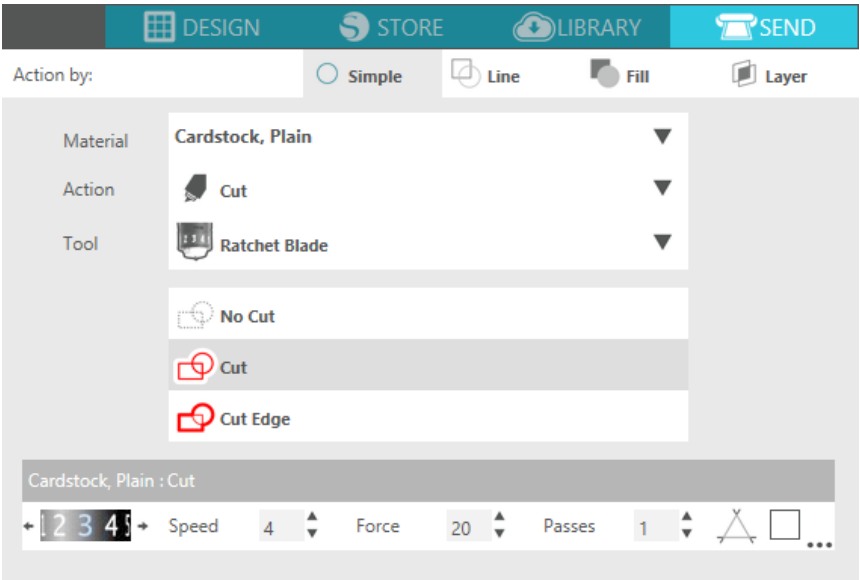 DESIGN STORE LIBRARY SEND
Action by: Simple Line Fill Layer
Material Cardstock, Plain
Action Cut
Tool Ratchet Blade
No Cut
Cut
Cut Edge
Cardstock, Plain : Cut
2 3 4 Speed 4 Force 20 Passes 1